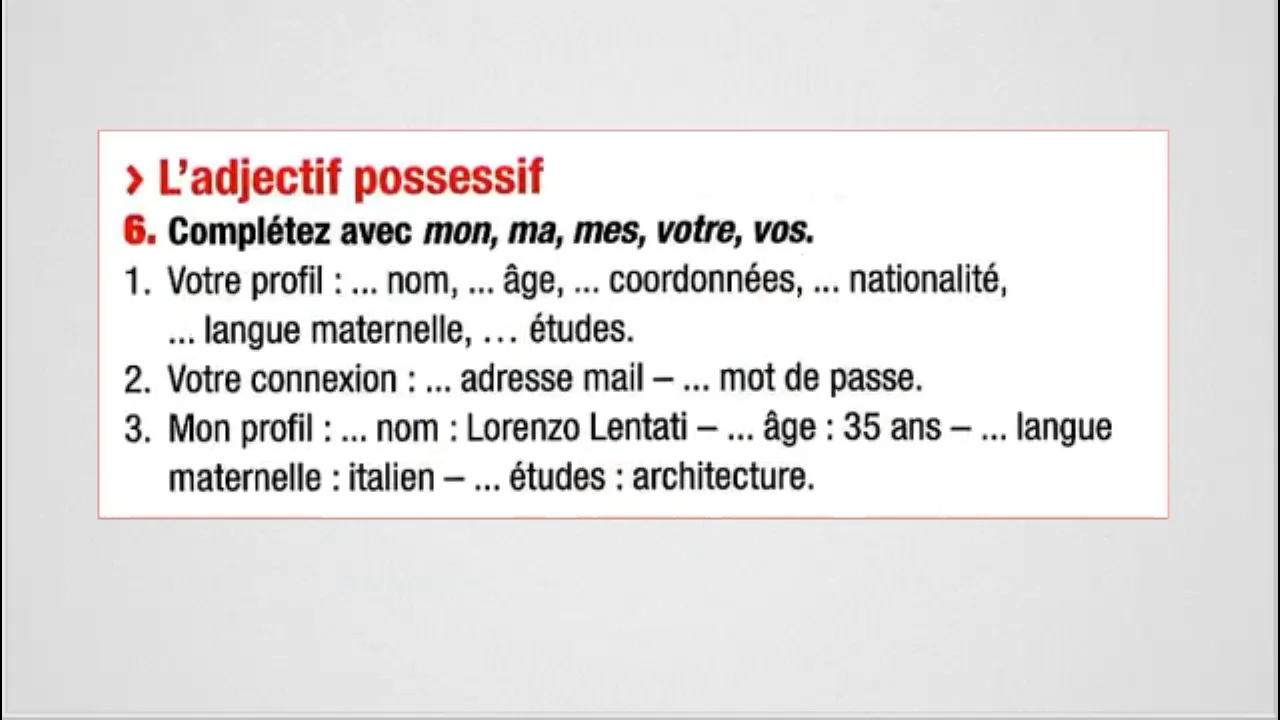 › L'adjectif possessif
6. Complétez avec mon, ma, mes, votre, vos.
1. Votre profil : ... nom, ... âge, ... coordonnées, ... nationalité,
... langue maternelle, ... études.
2. Votre connexion : ... adresse mail – ... mot de passe.
3. Mon profil : ... nom : Lorenzo Lentati – ... âge : 35 ans – ... langue
maternelle : italien – ... études : architecture.